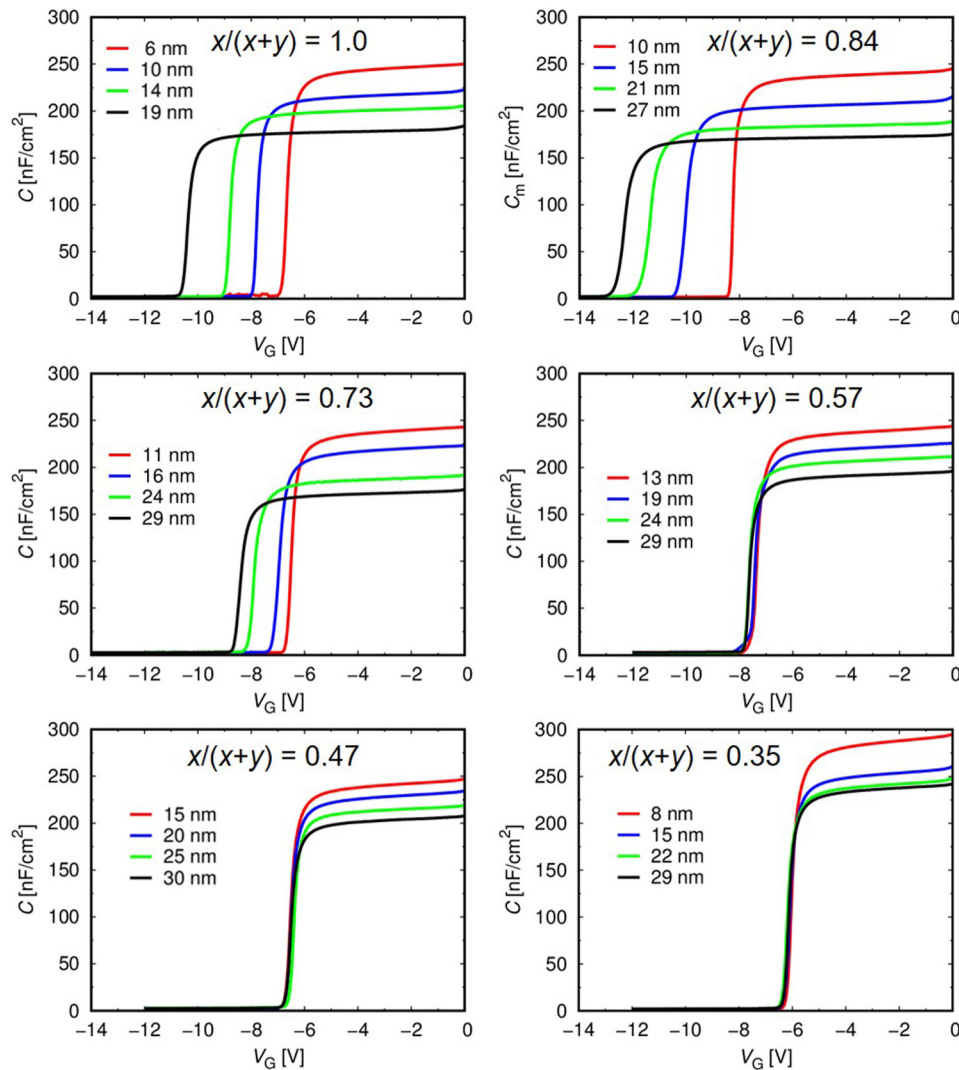 x/(x+y) = 1.0
6 nm
10 nm
14 nm
19 nm
C [nF/cm²]
300
250
200
150
100
50
0
−14 −12 −10 −8 −6 −4 −2 0
V_G [V]
x/(x+y) = 0.84
10 nm
15 nm
21 nm
27 nm
C_m [nF/cm²]
300
250
200
150
100
50
0
−14 −12 −10 −8 −6 −4 −2 0
V_G [V]
x/(x+y) = 0.73
11 nm
16 nm
24 nm
29 nm
C [nF/cm²]
300
250
200
150
100
50
0
−14 −12 −10 −8 −6 −4 −2 0
V_G [V]
x/(x+y) = 0.57
13 nm
19 nm
24 nm
29 nm
C [nF/cm²]
300
250
200
150
100
50
0
−14 −12 −10 −8 −6 −4 −2 0
V_G [V]
x/(x+y) = 0.47
15 nm
20 nm
25 nm
30 nm
C [nF/cm²]
300
250
200
150
100
50
0
−14 −12 −10 −8 −6 −4 −2 0
V_G [V]
x/(x+y) = 0.35
8 nm
15 nm
22 nm
29 nm
C [nF/cm²]
300
250
200
150
100
50
0
−14 −12 −10 −8 −6 −4 −2 0
V_G [V]